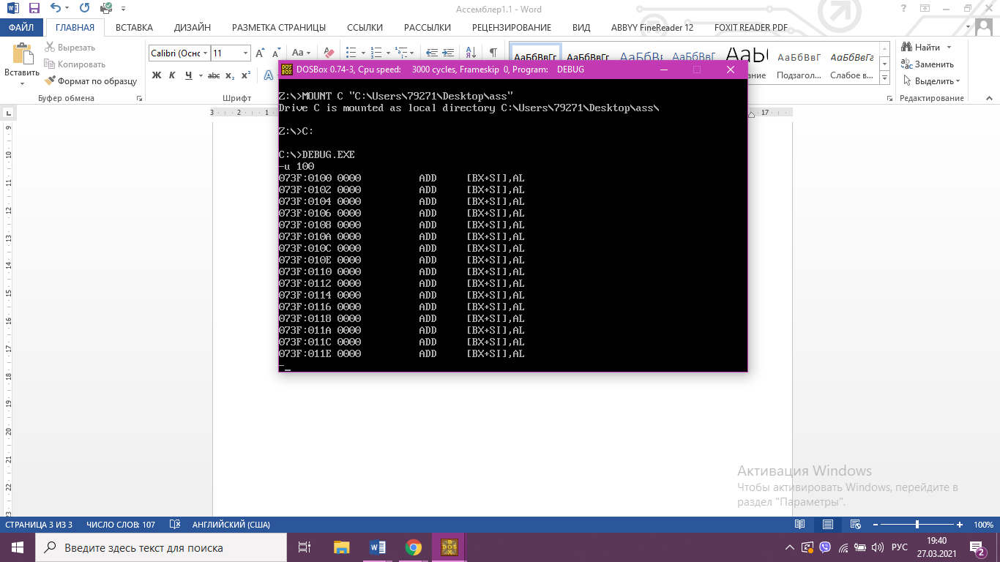 Ассемблер1.1 - Word
ФАЙЛ ГЛАВНАЯ ВСТАВКА ДИЗАЙН РАЗМЕТКА СТРАНИЦЫ ССЫЛКИ РАССЫЛКИ РЕЦЕНЗИРОВАНИЕ ВИД ABBYY FineReader 12 FOXIT READER PDF
Вставить
Вырезать
Копировать
Формат по образцу
Буфер обмена
Calibri (Оснс 11
Ж К Ч abc x₂ x²
Шрифт
АаБбВвГг АаБбВвГг АаБбВвГг
Подзагол... Слабое в...
Найти
Заменить
Выделить
Редактирование
DOSBox 0.74-3, Cpu speed: 3000 cycles, Frameskip 0, Program: DEBUG
Z:\>MOUNT C "C:\Users\79271\Desktop\ass"
Drive C is mounted as local directory C:\Users\79271\Desktop\ass\
Z:\>C:
C:\>DEBUG.EXE
-u 100
073F:0100 0000 ADD [BX+SI],AL
073F:0102 0000 ADD [BX+SI],AL
073F:0104 0000 ADD [BX+SI],AL
073F:0106 0000 ADD [BX+SI],AL
073F:0108 0000 ADD [BX+SI],AL
073F:010A 0000 ADD [BX+SI],AL
073F:010C 0000 ADD [BX+SI],AL
073F:010E 0000 ADD [BX+SI],AL
073F:0110 0000 ADD [BX+SI],AL
073F:0112 0000 ADD [BX+SI],AL
073F:0114 0000 ADD [BX+SI],AL
073F:0116 0000 ADD [BX+SI],AL
073F:0118 0000 ADD [BX+SI],AL
073F:011A 0000 ADD [BX+SI],AL
073F:011C 0000 ADD [BX+SI],AL
073F:011E 0000 ADD [BX+SI],AL
-_
Активация Windows
Чтобы активировать Windows, перейдите в
раздел "Параметры".
СТРАНИЦА 3 ИЗ 3 ЧИСЛО СЛОВ: 107 АНГЛИЙСКИЙ (США) 100%
Введите здесь текст для поиска
РУС
19:40
27.03.2021
2